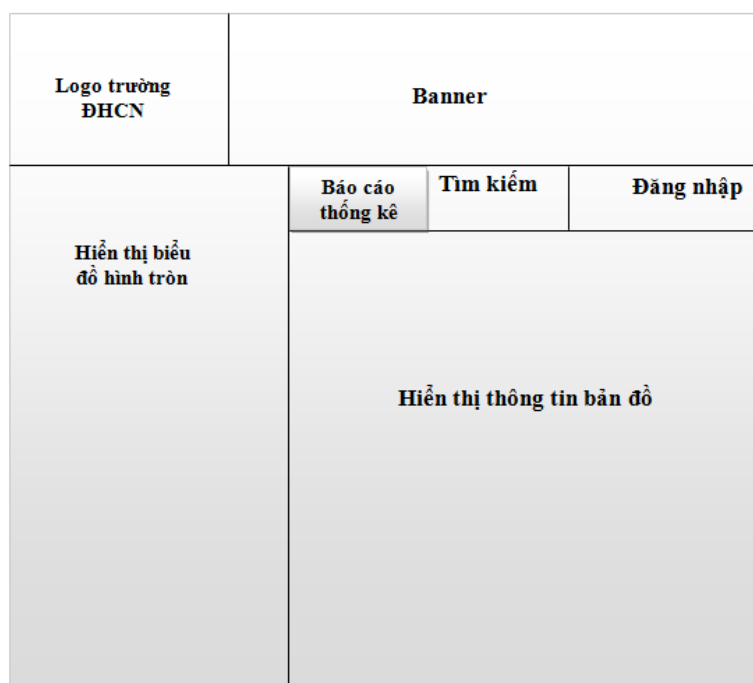 Logo trường
ĐHCN
Banner
Báo cáo
thống kê
Tìm kiếm
Đăng nhập
Hiển thị biểu
đồ hình tròn
Hiển thị thông tin bản đồ